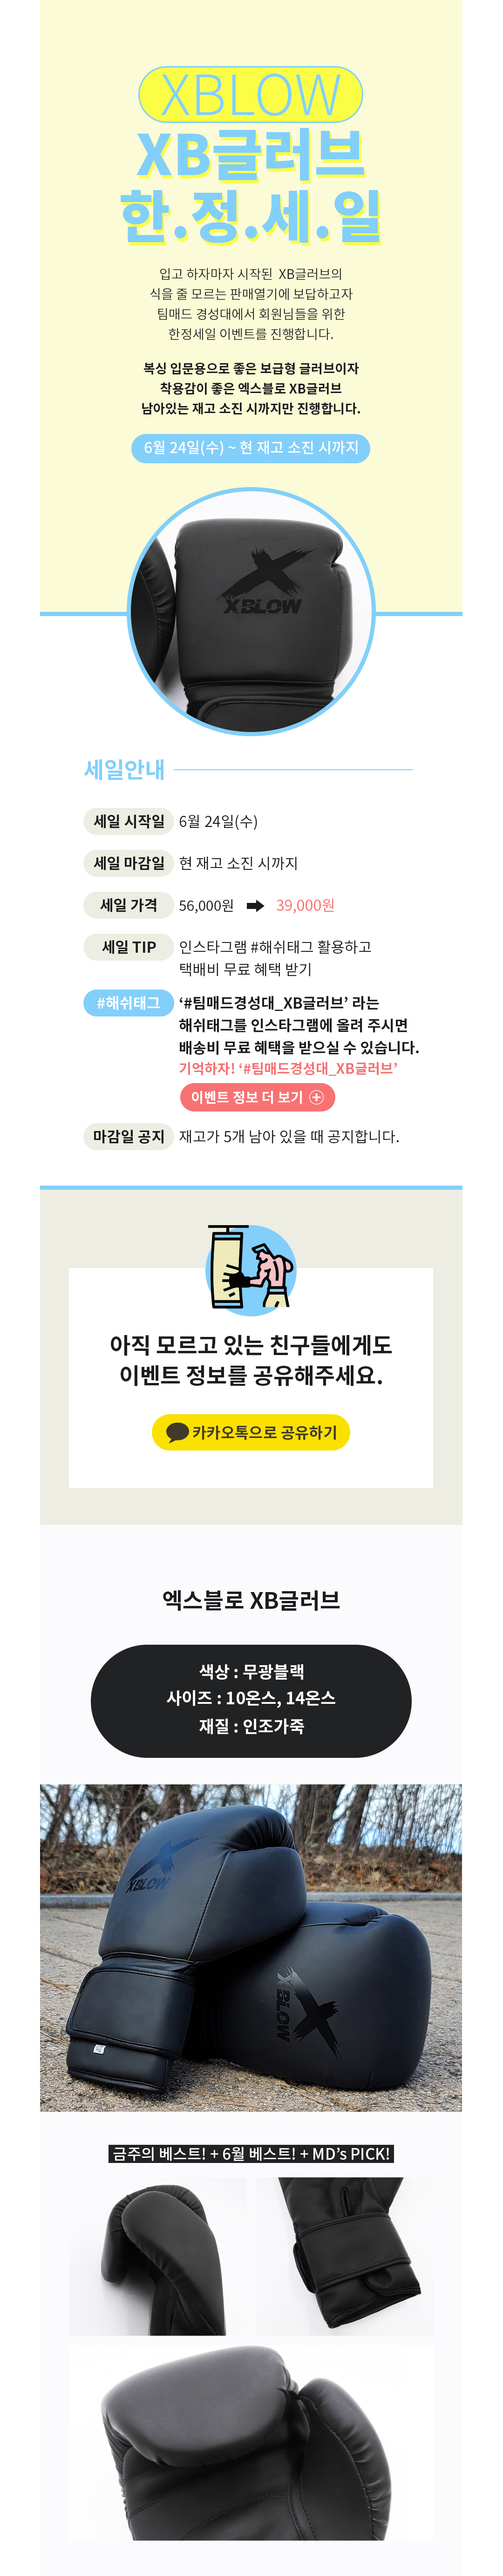 XBLOW
XB글러브
한.정.세.일
입고 하자마자 시작된 XB글러브의
식을 줄 모르는 판매열기에 보답하고자
팀매드 경성대에서 회원님들을 위한
한정세일 이벤트를 진행합니다.
복싱 입문용으로 좋은 보급형 글러브이자
착용감이 좋은 엑스블로 XB글러브
남아있는 재고 소진 시까지만 진행합니다.
6월 24일(수) ~ 현 재고 소진 시까지
XBLOW
세일안내
세일 시작일 6월 24일(수)
세일 마감일 현 재고 소진 시까지
세일 가격 56,000원 ➡ 39,000원
세일 TIP 인스타그램 #해쉬태그 활용하고
택배비 무료 혜택 받기
#해쉬태그 ‘#팀매드경성대_XB글러브’ 라는
해쉬태그를 인스타그램에 올려 주시면
배송비 무료 혜택을 받으실 수 있습니다.
기억하자! ‘#팀매드경성대_XB글러브’
이벤트 정보 더 보기
마감일 공지 재고가 5개 남아 있을 때 공지합니다.
아직 모르고 있는 친구들에게도
이벤트 정보를 공유해주세요.
카카오톡으로 공유하기
엑스블로 XB글러브
색상 : 무광블랙
사이즈 : 10온스, 14온스
재질 : 인조가죽
XBLOW
XBLOW
금주의 베스트! + 6월 베스트! + MD’s PICK!